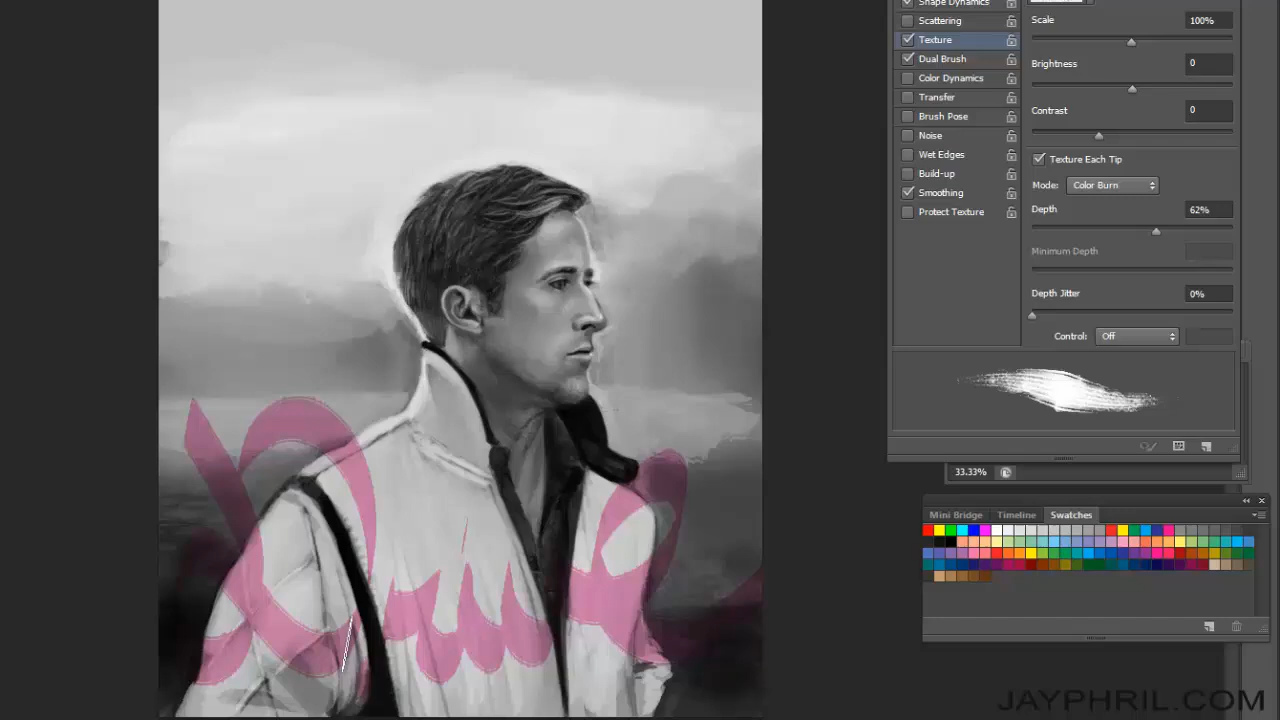 Shape Dynamics
Scattering
Texture
Dual Brush
Color Dynamics
Transfer
Brush Pose
Noise
Wet Edges
Build-up
Smoothing
Protect Texture
Scale 100%
Brightness 0
Contrast 0
Texture Each Tip
Mode: Color Burn
Depth 62%
Minimum Depth
Depth Jitter 0%
Control: Off
33.33%
Mini Bridge Timeline Swatches
Drive
JAYPHRIL.COM